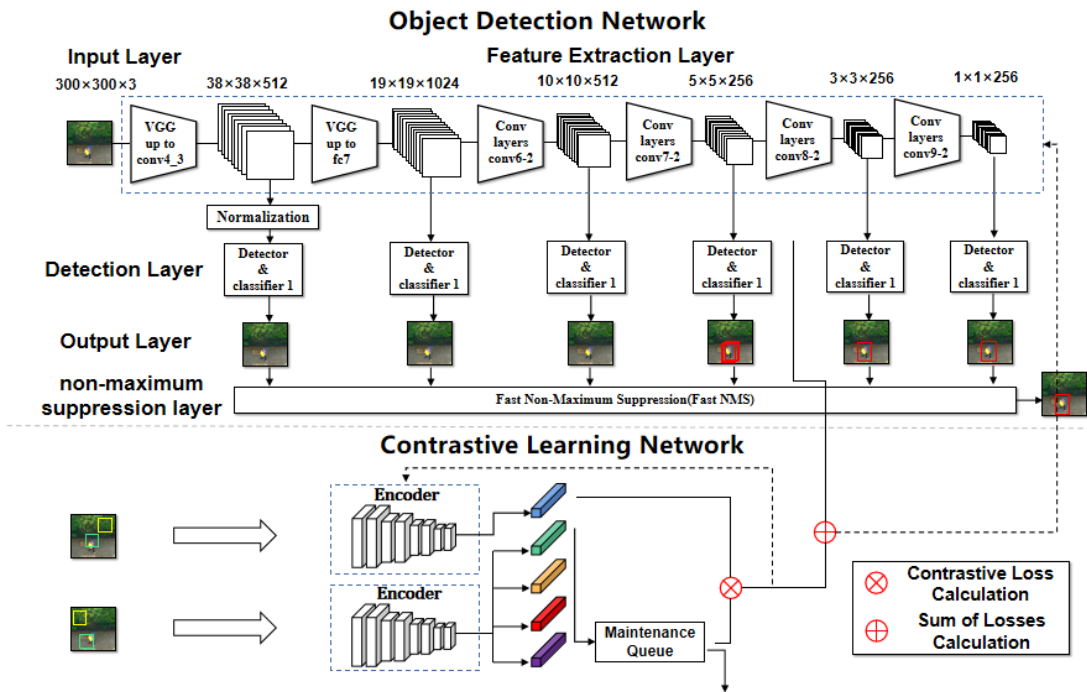 Object Detection Network
Input Layer
Feature Extraction Layer
300×300×3
38×38×512
19×19×1024
10×10×512
5×5×256
3×3×256
1×1×256
VGG
up to
conv4_3
VGG
up to
fc7
Conv
layers
conv6-2
Conv
layers
conv7-2
Conv
layers
conv8-2
Conv
layers
conv9-2
Normalization
Detection Layer
Detector
&
classifier 1
Detector
&
classifier 1
Detector
&
classifier 1
Detector
&
classifier 1
Detector
&
classifier 1
Detector
&
classifier 1
Output Layer
non-maximum
suppression layer
Fast Non-Maximum Suppression(Fast NMS)
Contrastive Learning Network
Encoder
Encoder
Maintenance
Queue
Contrastive Loss
Calculation
Sum of Losses
Calculation